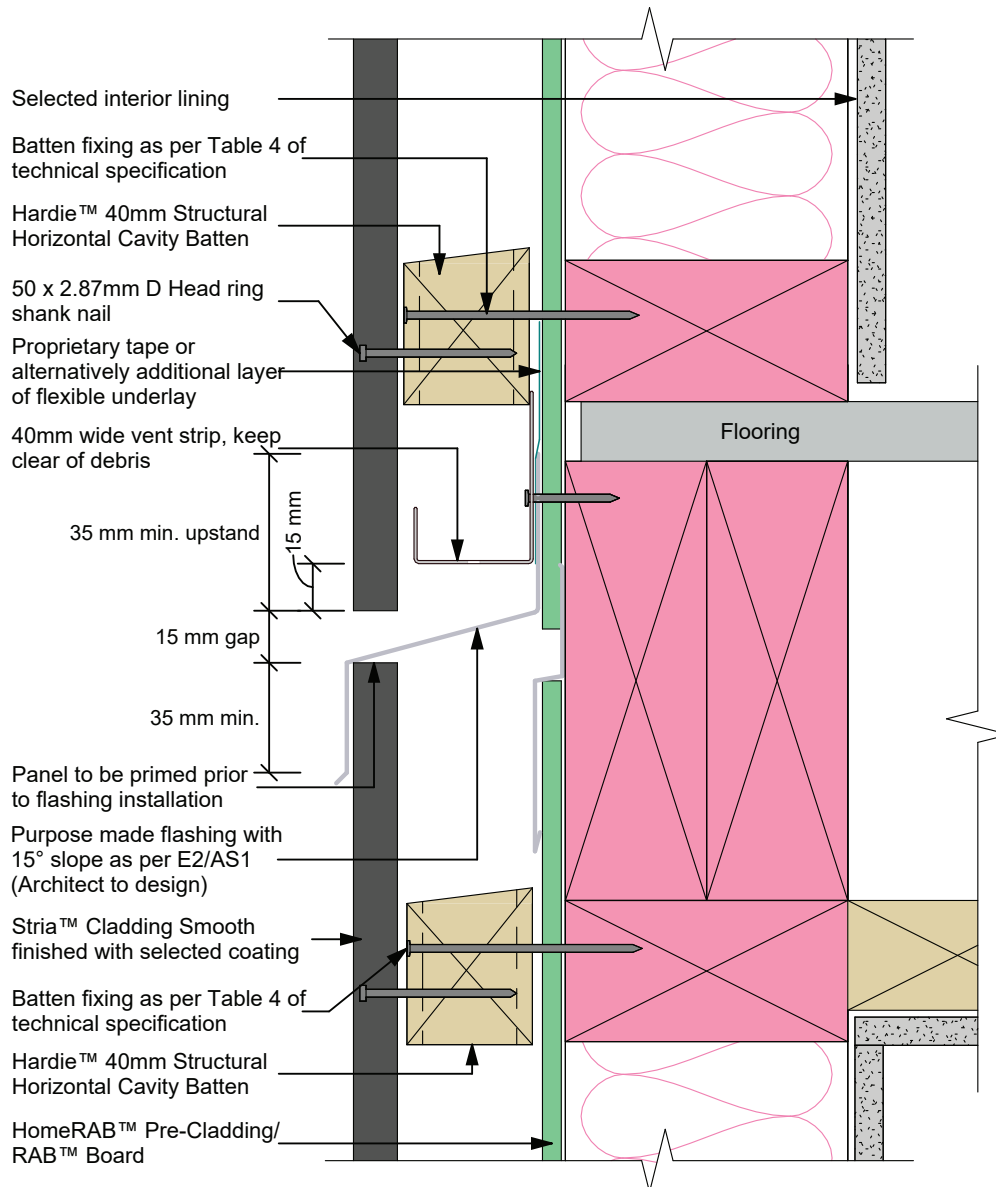 Selected interior lining
Batten fixing as per Table 4 of
technical specification
Hardie™ 40mm Structural
Horizontal Cavity Batten
50 x 2.87mm D Head ring
shank nail
Proprietary tape or
alternatively additional layer
of flexible underlay
Flooring
40mm wide vent strip, keep
clear of debris
35 mm min. upstand
15 mm
15 mm gap
35 mm min.
Panel to be primed prior
to flashing installation
Purpose made flashing with
15° slope as per E2/AS1
(Architect to design)
Stria™ Cladding Smooth
finished with selected coating
Batten fixing as per Table 4 of
technical specification
Hardie™ 40mm Structural
Horizontal Cavity Batten
HomeRAB™ Pre-Cladding/
RAB™ Board